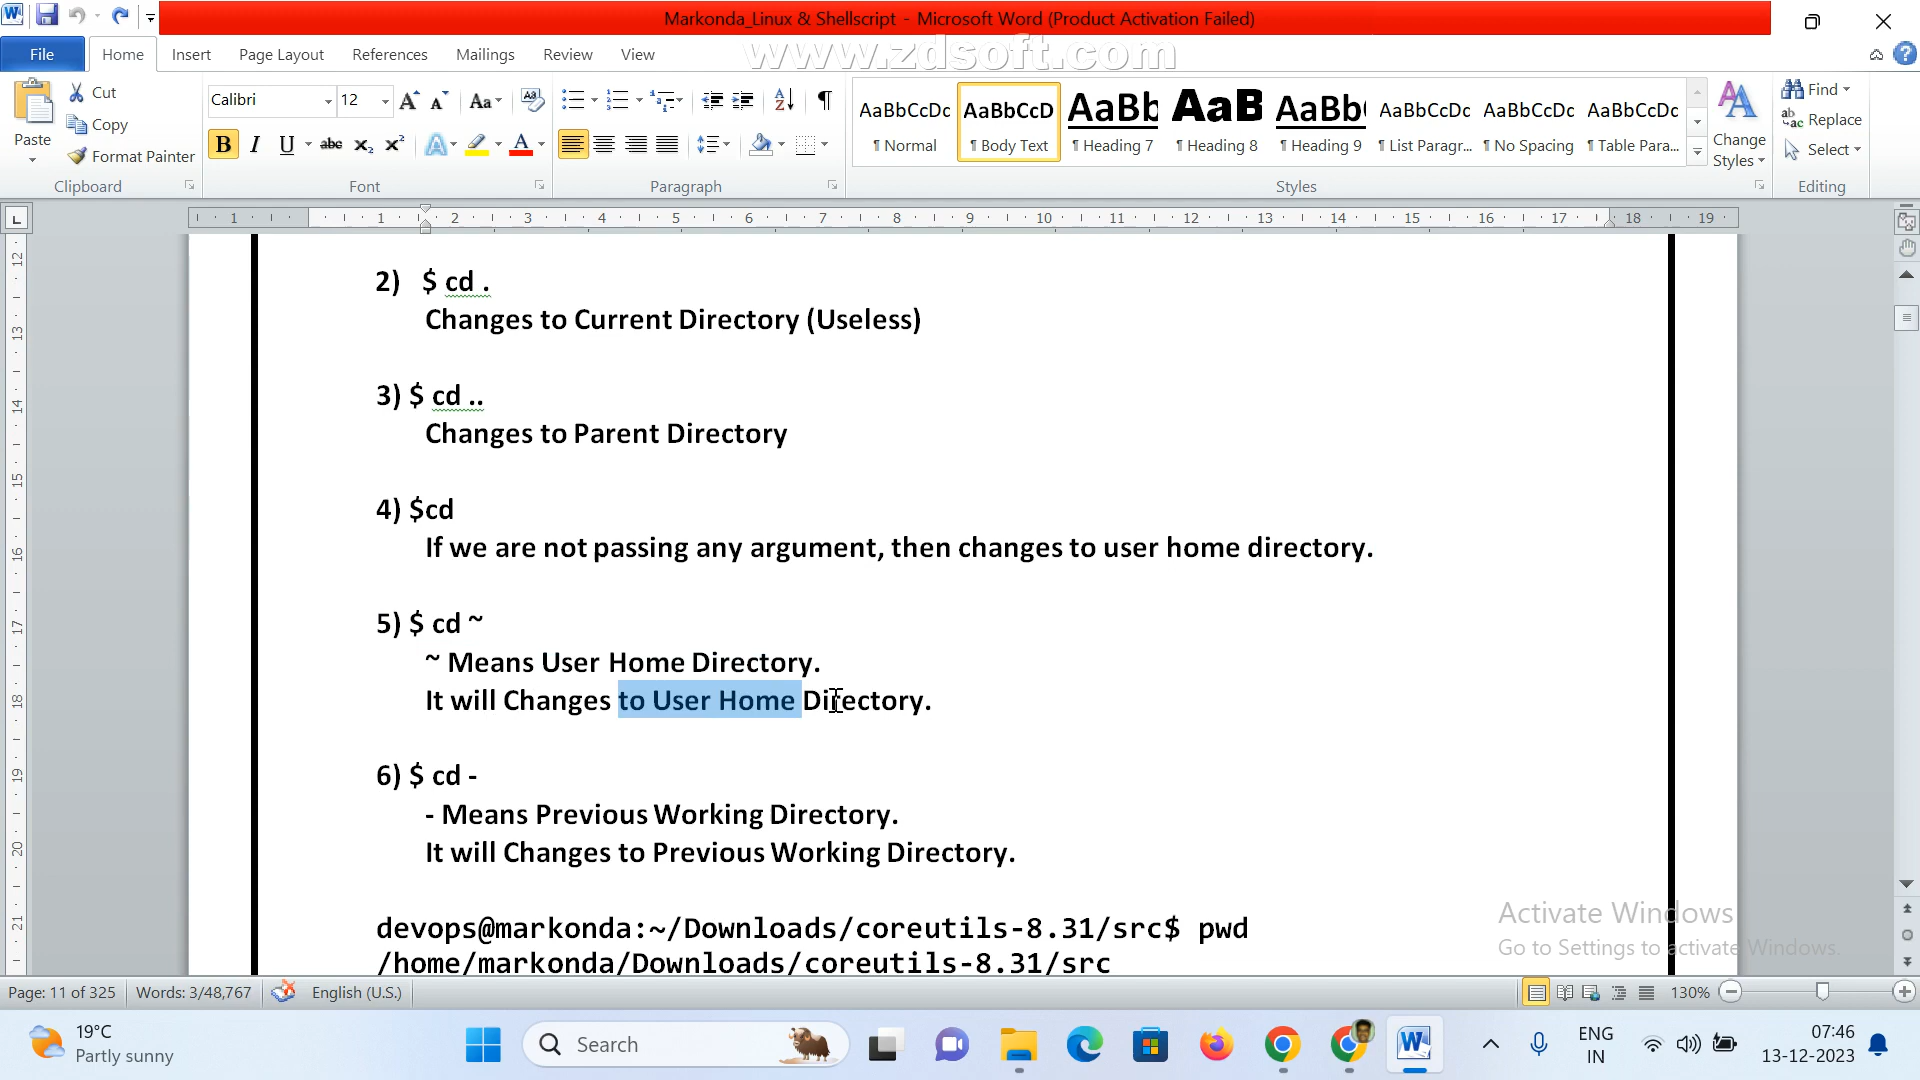 Markonda_Linux & Shellscript - Microsoft Word (Product Activation Failed)
File Home Insert Page Layout References Mailings Review View
www.zdsoft.com
Paste
Cut
Copy
Format Painter
Clipboard
Calibri 12
Font
Paragraph
AaBbCcDc AaBbCcD AaBb AaB AaBb( AaBbCcDc AaBbCcDc AaBbCcDc
¶ Normal ¶ Body Text ¶ Heading 7 ¶ Heading 8 ¶ Heading 9 ¶ List Paragr... ¶ No Spacing ¶ Table Para...
Change
Styles
Styles
Find
Replace
Select
Editing
2) $ cd .
Changes to Current Directory (Useless)
3) $ cd ..
Changes to Parent Directory
4) $cd
If we are not passing any argument, then changes to user home directory.
5) $ cd ~
~ Means User Home Directory.
It will Changes to User Home Directory.
6) $ cd -
- Means Previous Working Directory.
It will Changes to Previous Working Directory.
devops@markonda:~/Downloads/coreutils-8.31/src$ pwd
/home/markonda/Downloads/coreutils-8.31/src
Activate Windows
Go to Settings to activate Windows.
Page: 11 of 325 Words: 3/48,767 English (U.S.) 130%
19°C
Partly sunny
Search
ENG
IN
07:46
13-12-2023